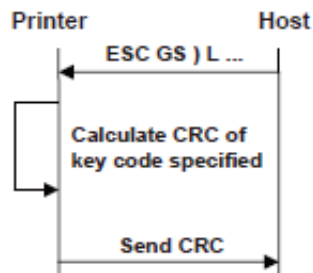 Printer Host
ESC GS ) L ...
Calculate CRC of
key code specified
Send CRC